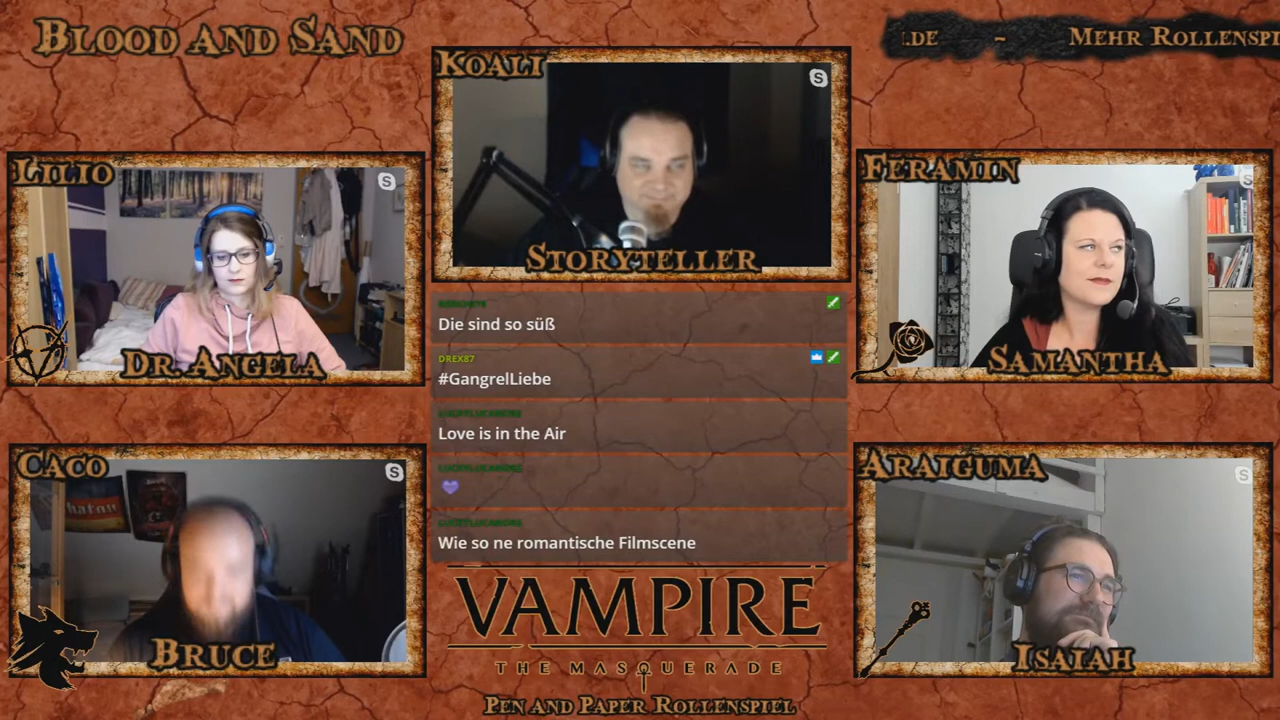 Blood and Sand
.de ~ Mehr Rollenspi
Koali
Storyteller
Lilio
Dr. Angela
Feramin
Samantha
Die sind so süß
DREX87
#GangrelLiebe
Love is in the Air
Wie so ne romantische Filmscene
Caco
Bruce
Araiguma
Isaiah
VAMPIRE
THE MASQUERADE
Pen and Paper Rollenspiel